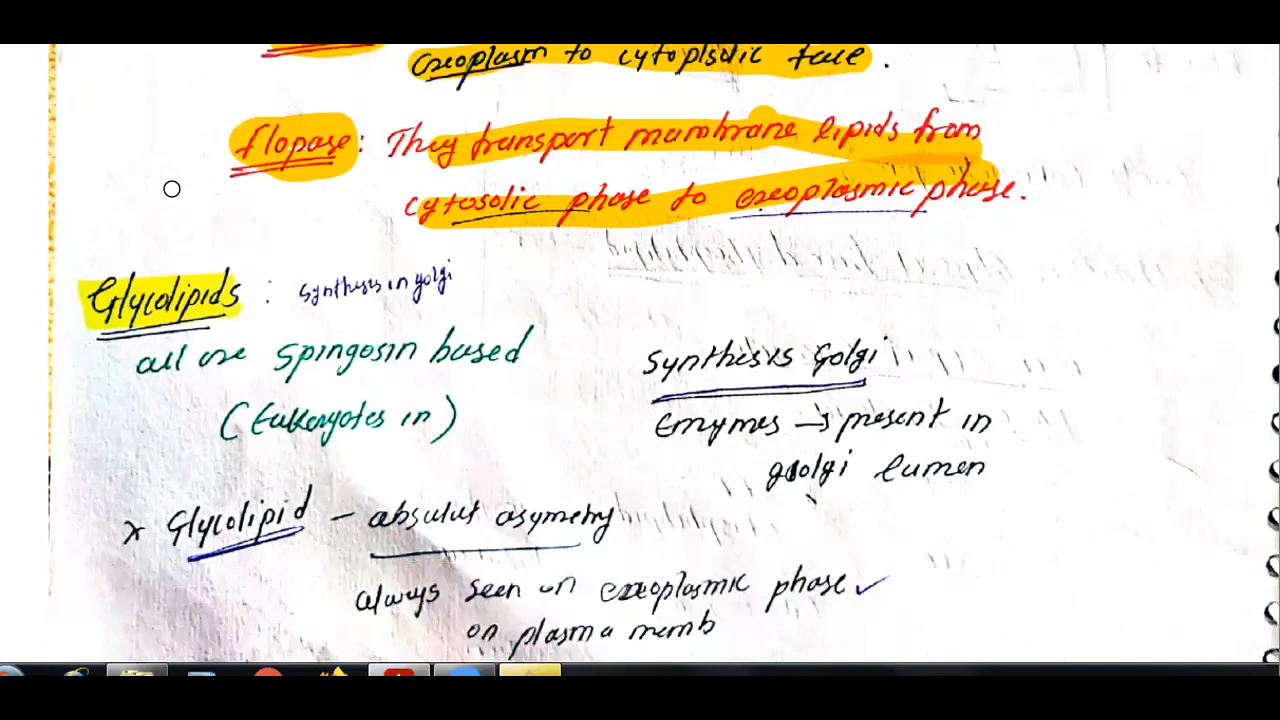 exoplasm to cytoplsdic face.
flopase: They transport mambrane lipids from
cytosolic phase to exoplasmic phase.
Glycolipids : synthesis in golgi
all are Spingosin based
(Eukeryotes in)
Synthesis Golgi
Enzymes → present in
golgi lumen
* Glycolipid - absulut asymetry
always seen on exoplasmic phase ✓
on plasma memb